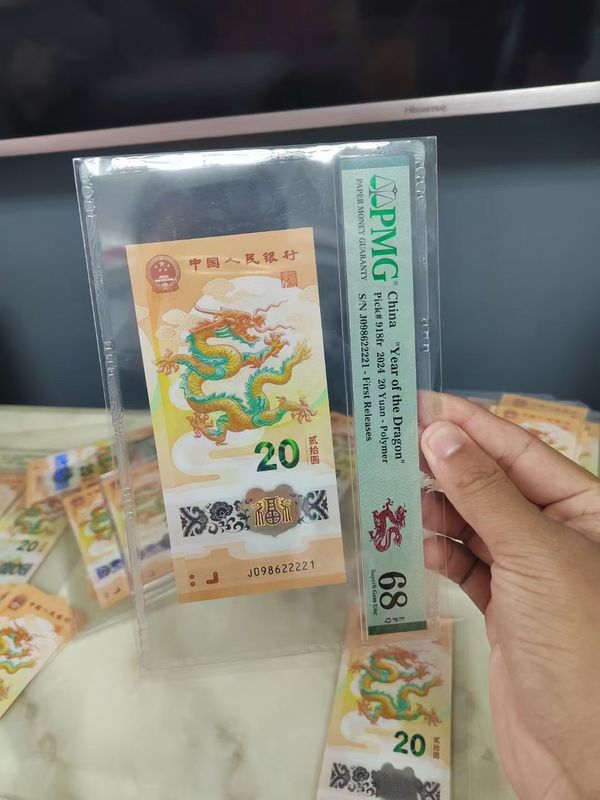 Hisense
中国人民银行
20
贰拾圆
福
J098622221
PMG®
PAPER MONEY GUARANTY
China "Year of the Dragon"
Pick# 918fr 2024 20 Yuan - Polymer
S/N J098622221 - First Releases
68 EPQ
Superb Gem Unc
20
20
贰拾圆